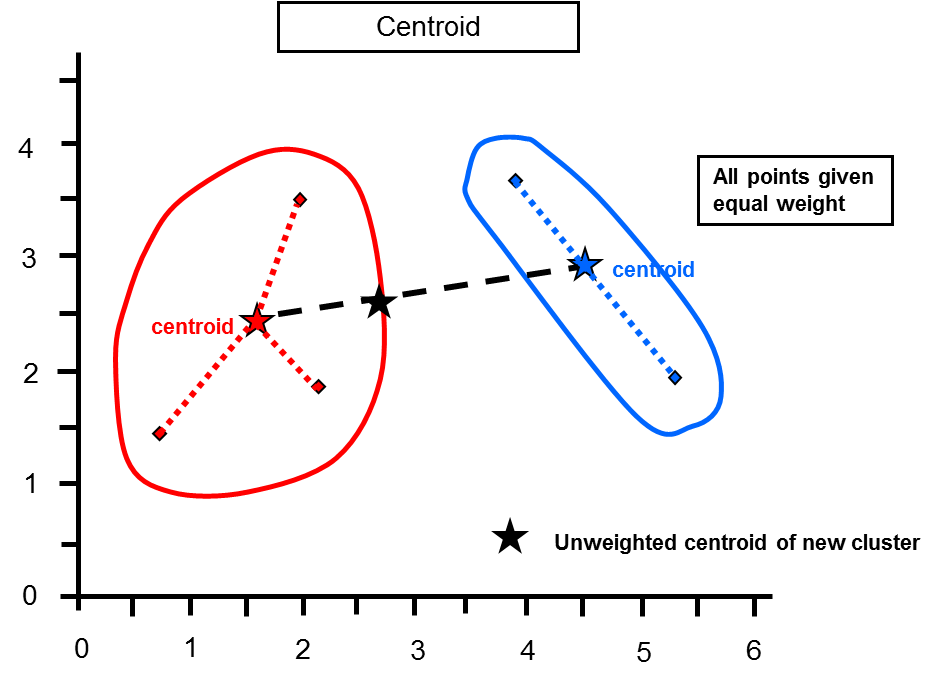 Centroid
4
All points given
equal weight
3
centroid
centroid
2
1
Unweighted centroid of new cluster
0
0 1 2 3 4 5 6